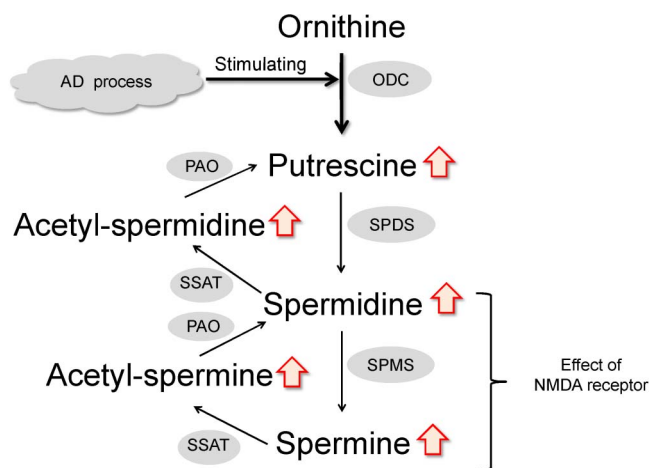 Ornithine
Stimulating
AD process
ODC
PAO
Putrescine
Acetyl-spermidine
SPDS
SSAT
Spermidine
PAO
Effect of
NMDA receptor
Acetyl-spermine
SPMS
SSAT
Spermine